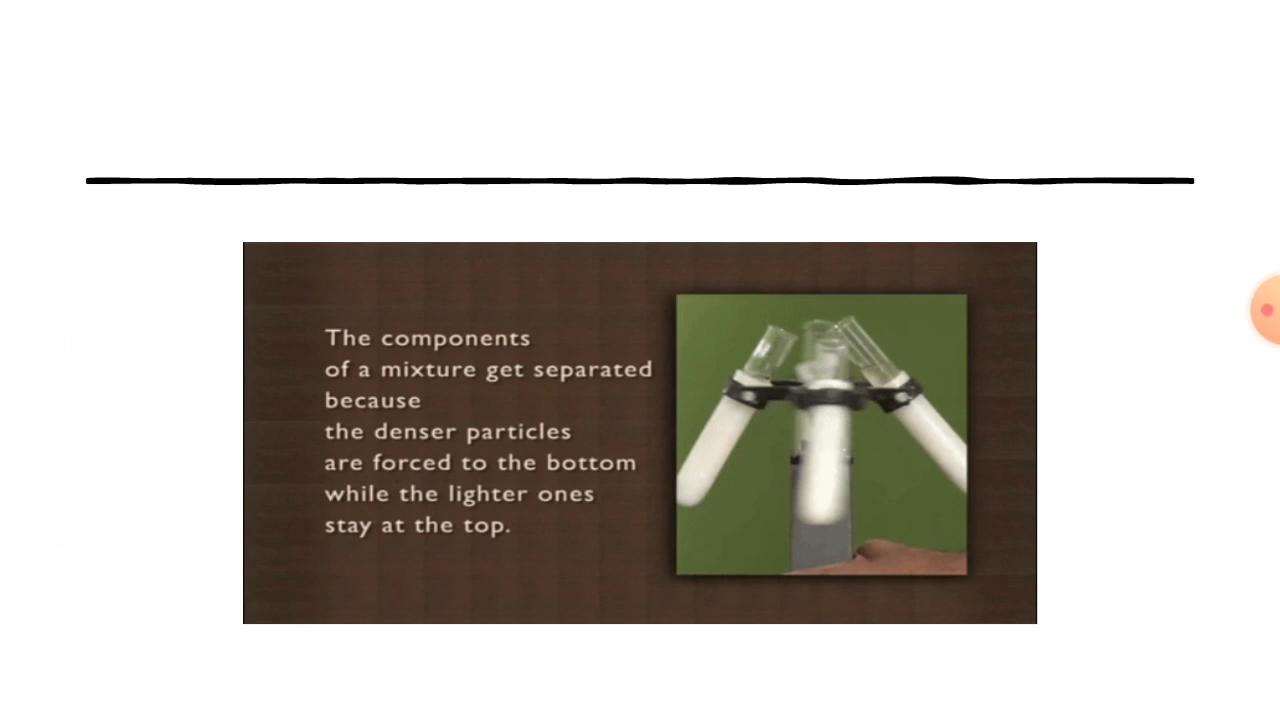 The components
of a mixture get separated
because
the denser particles
are forced to the bottom
while the lighter ones
stay at the top.